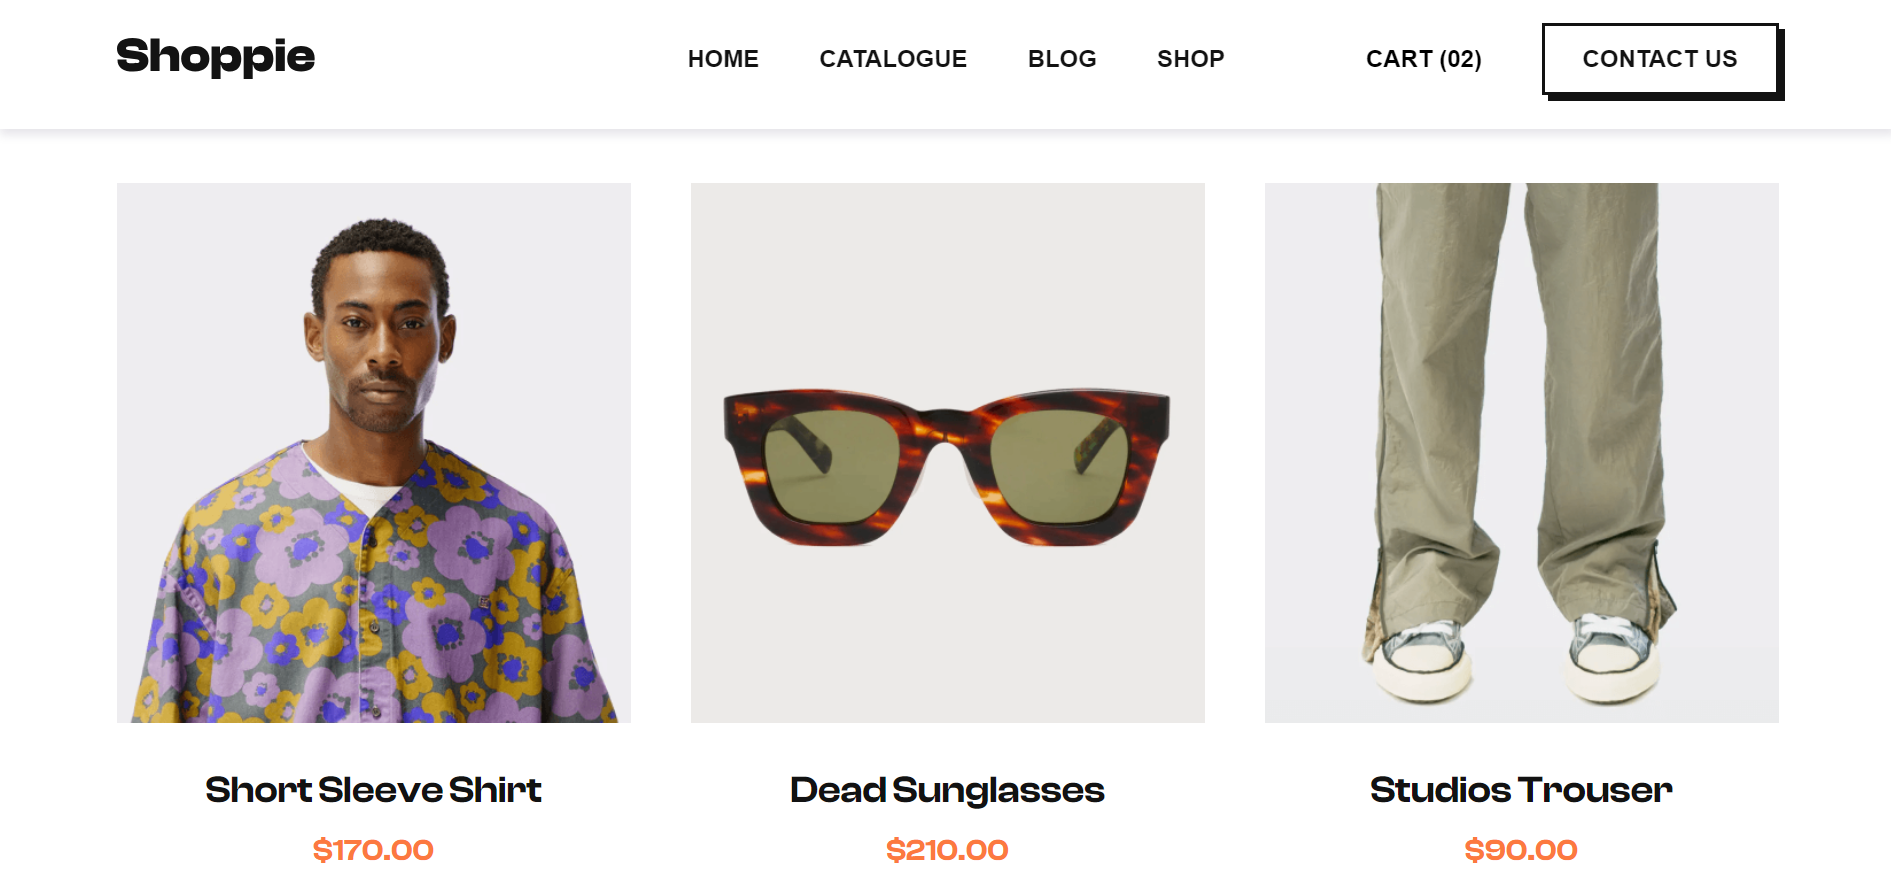 Shoppie
HOME CATALOGUE BLOG SHOP CART (02) CONTACT US
Short Sleeve Shirt
$170.00
Dead Sunglasses
$210.00
Studios Trouser
$90.00